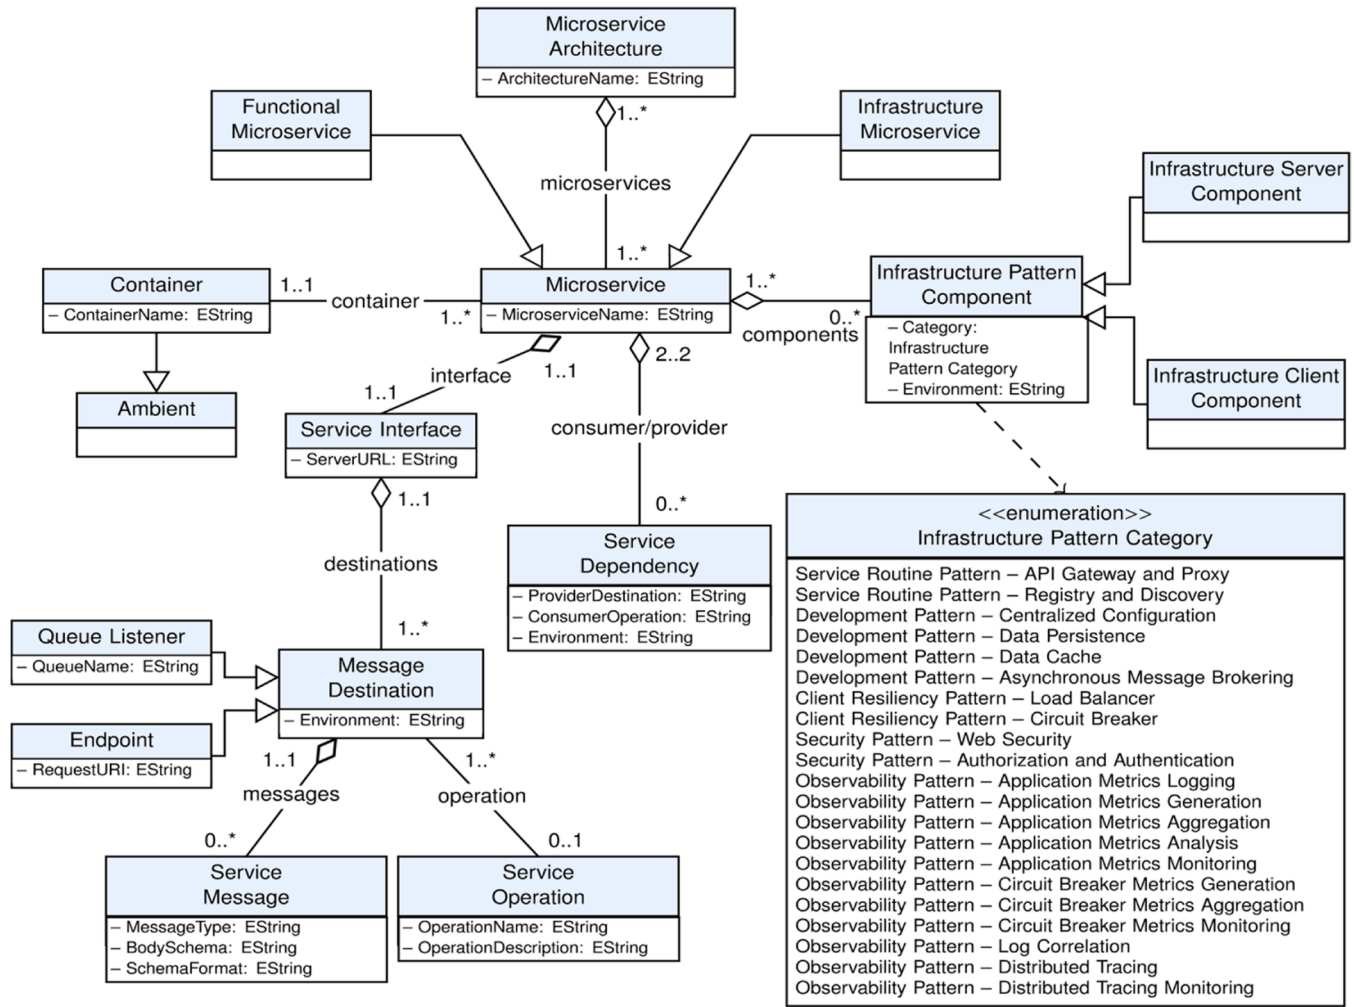 Microservice
Architecture
– ArchitectureName: EString
1..*
microservices
1..*
Functional
Microservice
Infrastructure
Microservice
Infrastructure Server
Component
Container
– ContainerName: EString
1..1
container
1..*
Microservice
– MicroserviceName: EString
1..*
0..*
components
Infrastructure Pattern
Component
– Category:
Infrastructure
Pattern Category
– Environment: EString
Infrastructure Client
Component
Ambient
interface
1..1
1..1
2..2
consumer/provider
0..*
Service Interface
– ServerURL: EString
1..1
destinations
1..*
Service
Dependency
– ProviderDestination: EString
– ConsumerOperation: EString
– Environment: EString
Queue Listener
– QueueName: EString
Endpoint
– RequestURI: EString
Message
Destination
– Environment: EString
1..1
messages
0..*
1..*
operation
0..1
Service
Message
– MessageType: EString
– BodySchema: EString
– SchemaFormat: EString
Service
Operation
– OperationName: EString
– OperationDescription: EString
<<enumeration>>
Infrastructure Pattern Category
Service Routine Pattern – API Gateway and Proxy
Service Routine Pattern – Registry and Discovery
Development Pattern – Centralized Configuration
Development Pattern – Data Persistence
Development Pattern – Data Cache
Development Pattern – Asynchronous Message Brokering
Client Resiliency Pattern – Load Balancer
Client Resiliency Pattern – Circuit Breaker
Security Pattern – Web Security
Security Pattern – Authorization and Authentication
Observability Pattern – Application Metrics Logging
Observability Pattern – Application Metrics Generation
Observability Pattern – Application Metrics Aggregation
Observability Pattern – Application Metrics Analysis
Observability Pattern – Application Metrics Monitoring
Observability Pattern – Circuit Breaker Metrics Generation
Observability Pattern – Circuit Breaker Metrics Aggregation
Observability Pattern – Circuit Breaker Metrics Monitoring
Observability Pattern – Log Correlation
Observability Pattern – Distributed Tracing
Observability Pattern – Distributed Tracing Monitoring